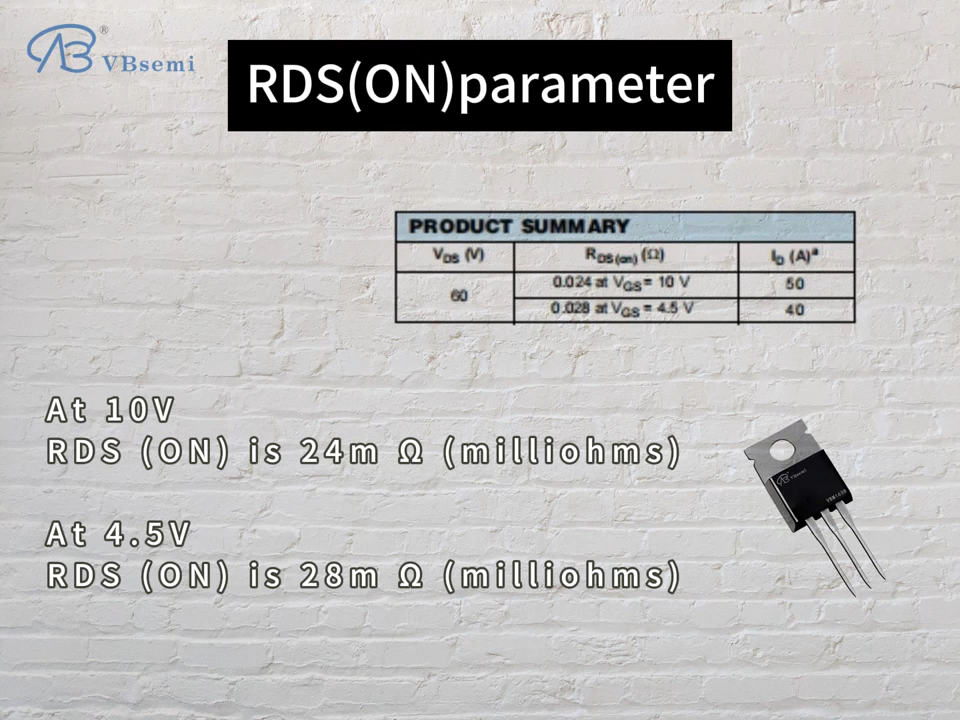 VBsemi
®
RDS(ON)parameter
PRODUCT SUMMARY
VDS (V) RDS(on) (Ω) ID (A)ª
60 0.024 at VGS = 10 V 50
0.028 at VGS = 4.5 V 40
At 10V
RDS (ON) is 24m Ω (milliohms)
At 4.5V
RDS (ON) is 28m Ω (milliohms)
VBsemi